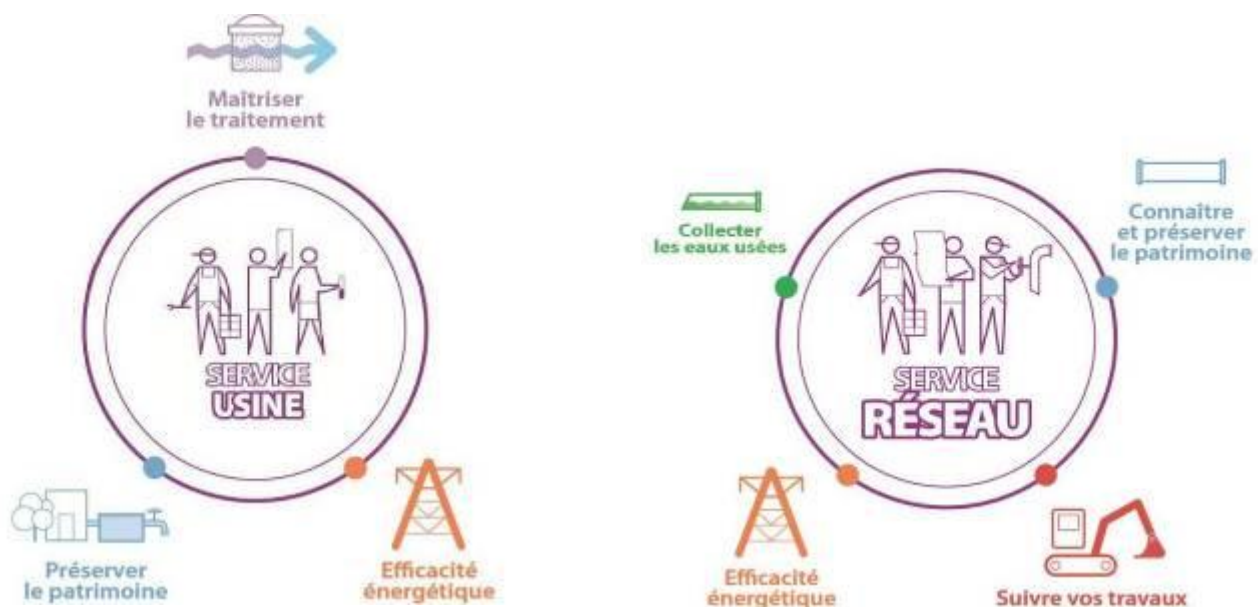 Maîtriser
le traitement
SERVICE
USINE
Préserver
le patrimoine
Efficacité
énergétique
Collecter
les eaux usées
Connaître
et préserver
le patrimoine
SERVICE
RÉSEAU
Efficacité
énergétique
Suivre vos travaux